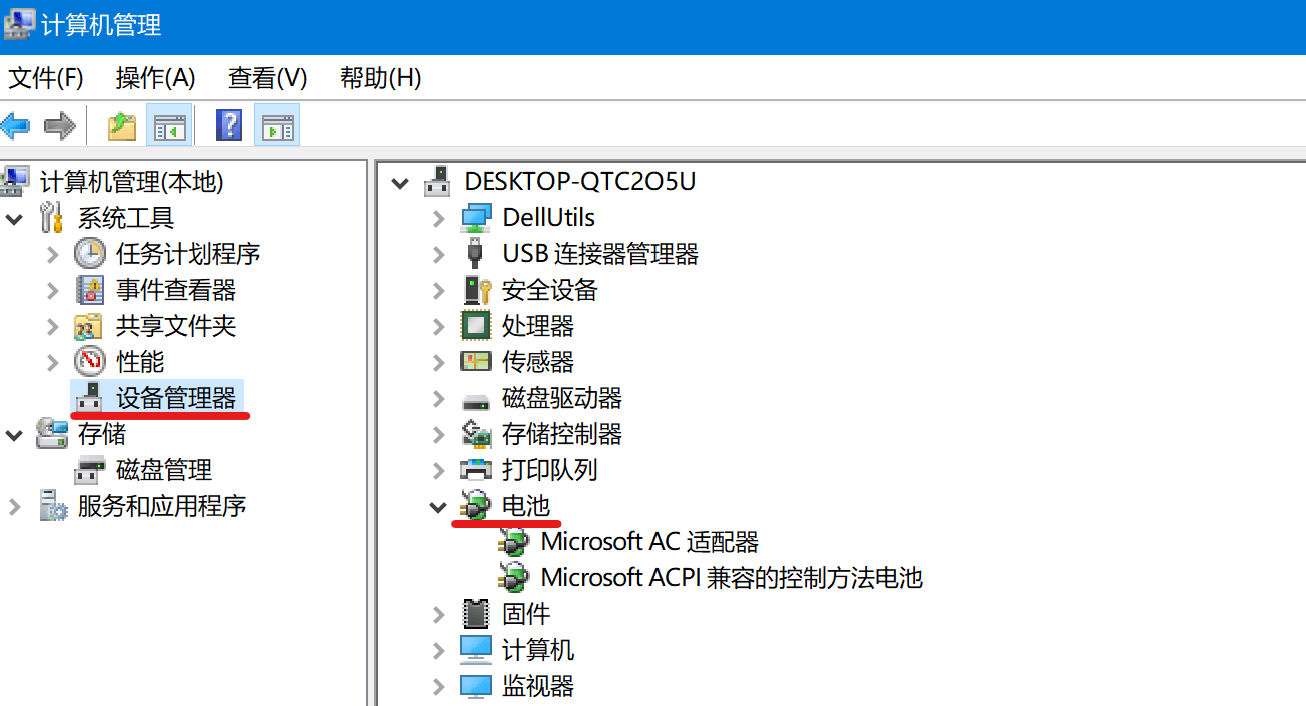 计算机管理
文件(F) 操作(A) 查看(V) 帮助(H)
计算机管理(本地)
系统工具
任务计划程序
事件查看器
共享文件夹
性能
设备管理器
存储
磁盘管理
服务和应用程序
DESKTOP-QTC2O5U
DellUtils
USB 连接器管理器
安全设备
处理器
传感器
磁盘驱动器
存储控制器
打印队列
电池
Microsoft AC 适配器
Microsoft ACPI 兼容的控制方法电池
固件
计算机
监视器